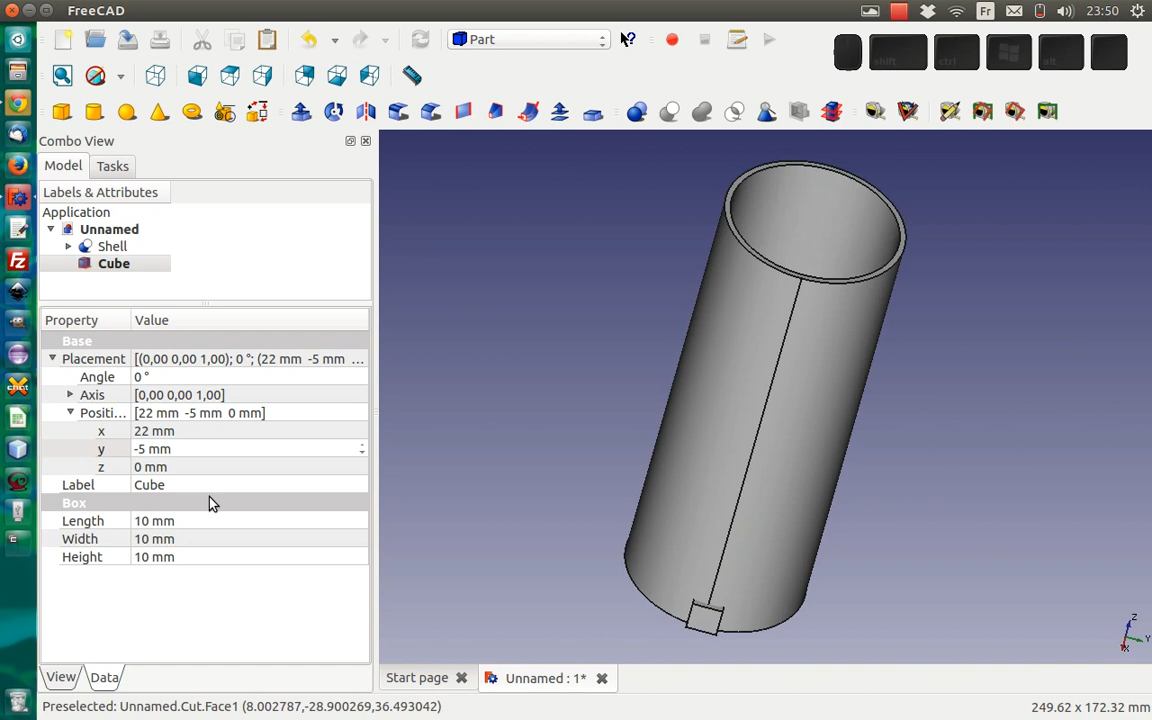 FreeCAD
Fr
23:50
Part
shift
ctrl
alt
Combo View
Model
Tasks
Labels & Attributes
Application
Unnamed
Shell
Cube
Property
Value
Base
Placement
[(0,00 0,00 1,00); 0 °; (22 mm -5 mm ...
Angle
0 °
Axis
[0,00 0,00 1,00]
Positi...
[22 mm -5 mm 0 mm]
x
22 mm
y
-5 mm
z
0 mm
Label
Cube
Box
Length
10 mm
Width
10 mm
Height
10 mm
View
Data
Start page
Unnamed : 1*
Z
Y
X
Preselected: Unnamed.Cut.Face1 (8.002787,-28.900269,36.493042)
249.62 x 172.32 mm